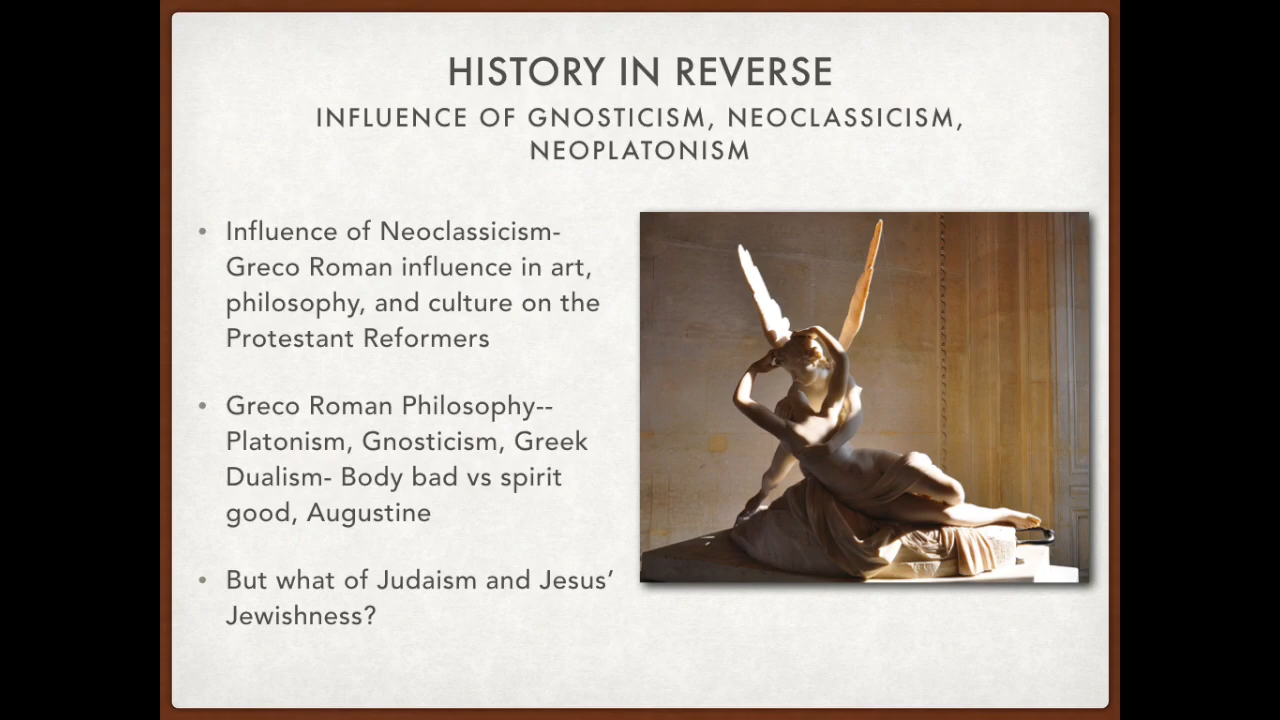 HISTORY IN REVERSE
INFLUENCE OF GNOSTICISM, NEOCLASSICISM,
NEOPLATONISM
• Influence of Neoclassicism-
Greco Roman influence in art,
philosophy, and culture on the
Protestant Reformers
• Greco Roman Philosophy--
Platonism, Gnosticism, Greek
Dualism- Body bad vs spirit
good, Augustine
• But what of Judaism and Jesus’
Jewishness?